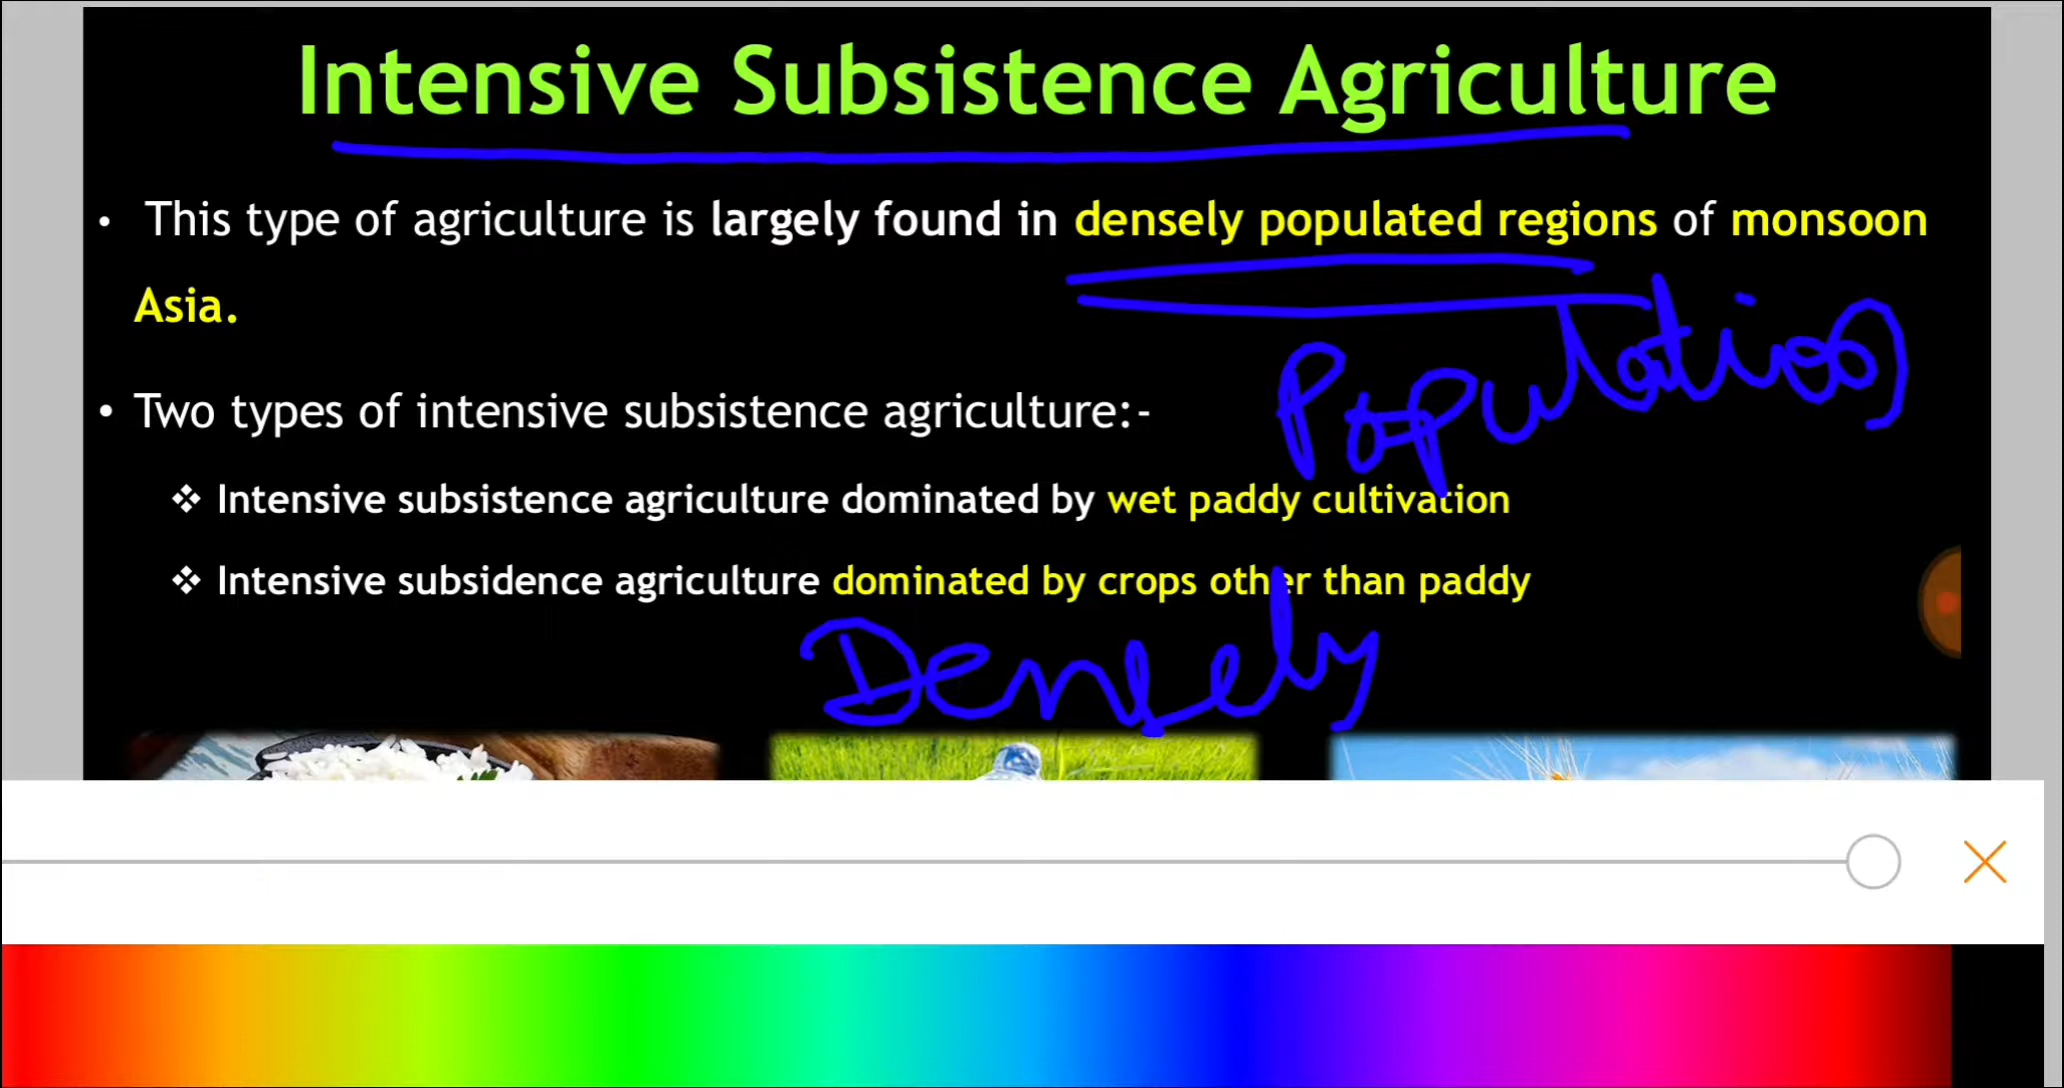 Intensive Subsistence Agriculture
• This type of agriculture is largely found in densely populated regions of monsoon
Asia.
Population
• Two types of intensive subsistence agriculture:-
❖ Intensive subsistence agriculture dominated by wet paddy cultivation
❖ Intensive subsidence agriculture dominated by crops other than paddy
Densely